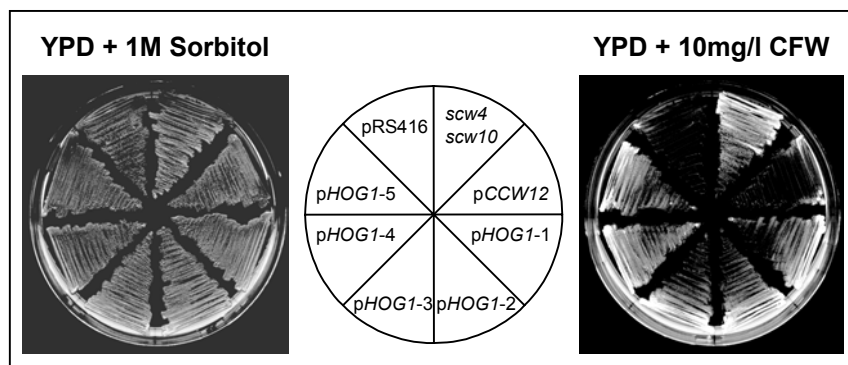 YPD + 1M Sorbitol
YPD + 10mg/l CFW
pRS416
scw4
scw10
pHOG1-5
pCCW12
pHOG1-4
pHOG1-1
pHOG1-3
pHOG1-2